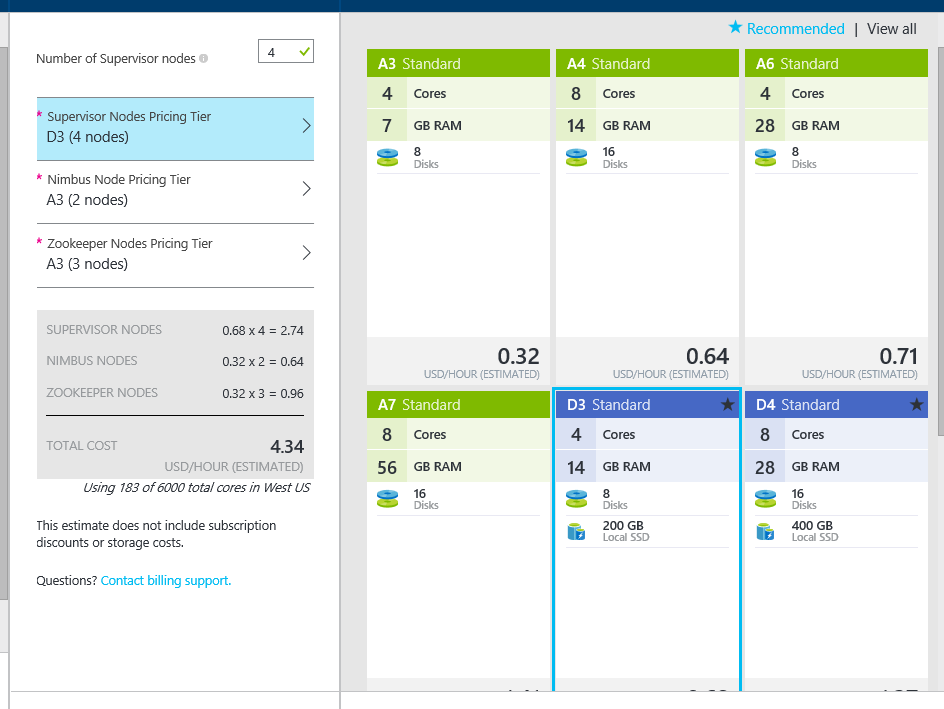 Number of Supervisor nodes
4
* Supervisor Nodes Pricing Tier
D3 (4 nodes)
* Nimbus Node Pricing Tier
A3 (2 nodes)
* Zookeeper Nodes Pricing Tier
A3 (3 nodes)
SUPERVISOR NODES 0.68 x 4 = 2.74
NIMBUS NODES 0.32 x 2 = 0.64
ZOOKEEPER NODES 0.32 x 3 = 0.96
TOTAL COST 4.34
USD/HOUR (ESTIMATED)
Using 183 of 6000 total cores in West US
This estimate does not include subscription
discounts or storage costs.
Questions? Contact billing support.
Recommended | View all
A3 Standard
4 Cores
7 GB RAM
8
Disks
0.32
USD/HOUR (ESTIMATED)
A4 Standard
8 Cores
14 GB RAM
16
Disks
0.64
USD/HOUR (ESTIMATED)
A6 Standard
4 Cores
28 GB RAM
8
Disks
0.71
USD/HOUR (ESTIMATED)
A7 Standard
8 Cores
56 GB RAM
16
Disks
D3 Standard
4 Cores
14 GB RAM
8
Disks
200 GB
Local SSD
D4 Standard
8 Cores
28 GB RAM
16
Disks
400 GB
Local SSD